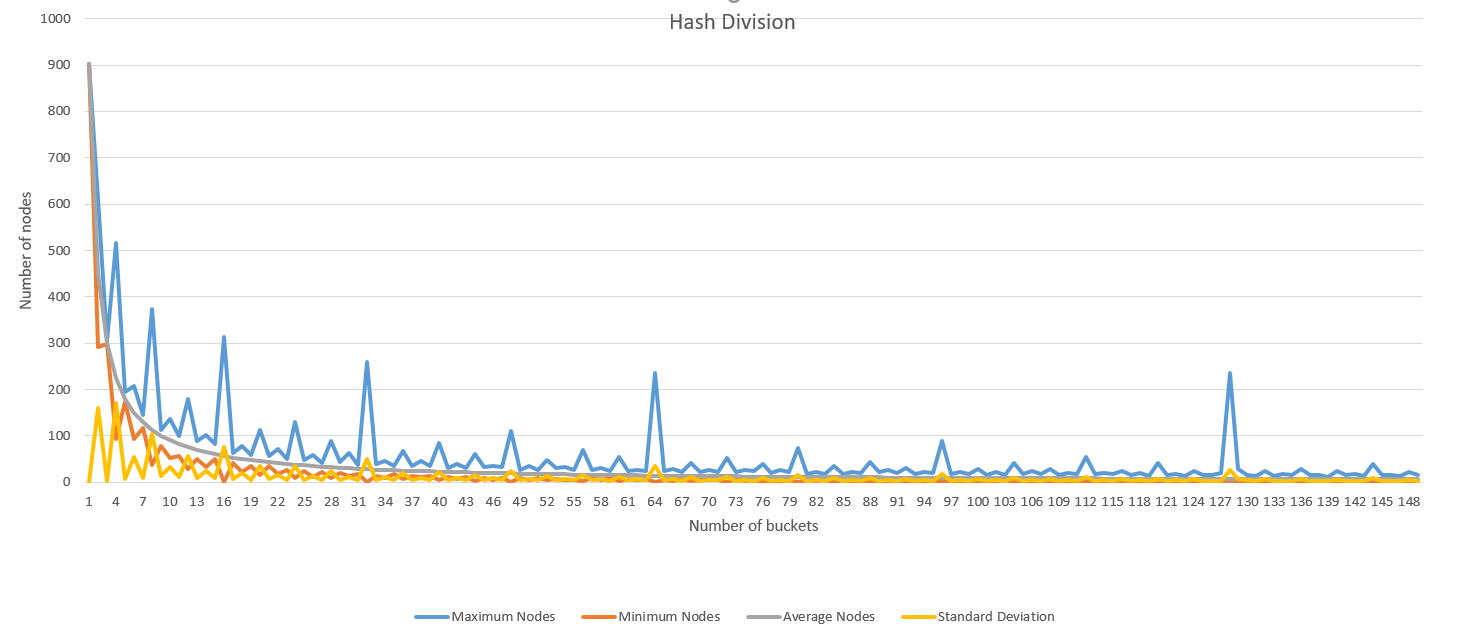 Hash Division
1000
900
800
700
600
500
400
300
200
100
0
Number of nodes
1 4 7 10 13 16 19 22 25 28 31 34 37 40 43 46 49 52 55 58 61 64 67 70 73 76 79 82 85 88 91 94 97 100 103 106 109 112 115 118 121 124 127 130 133 136 139 142 145 148
Number of buckets
Maximum Nodes Minimum Nodes Average Nodes Standard Deviation